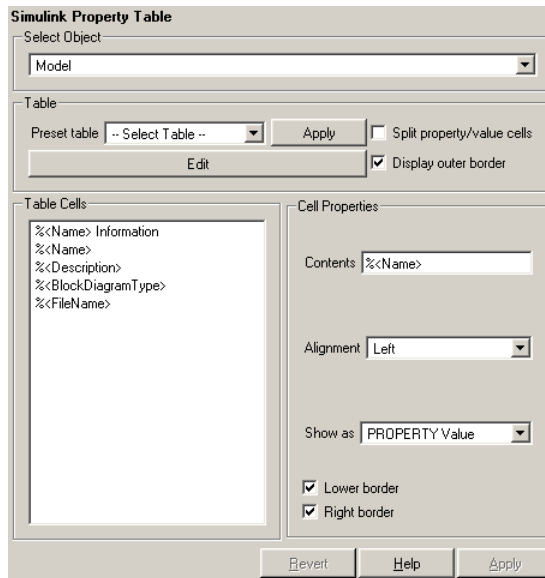 Simulink Property Table
Select Object
Model
Table
Preset table -- Select Table -- Apply Split property/value cells
Edit Display outer border
Table Cells
%<Name> Information
%<Name>
%<Description>
%<BlockDiagramType>
%<FileName>
Cell Properties
Contents %<Name>
Alignment Left
Show as PROPERTY Value
Lower border
Right border
Revert Help Apply